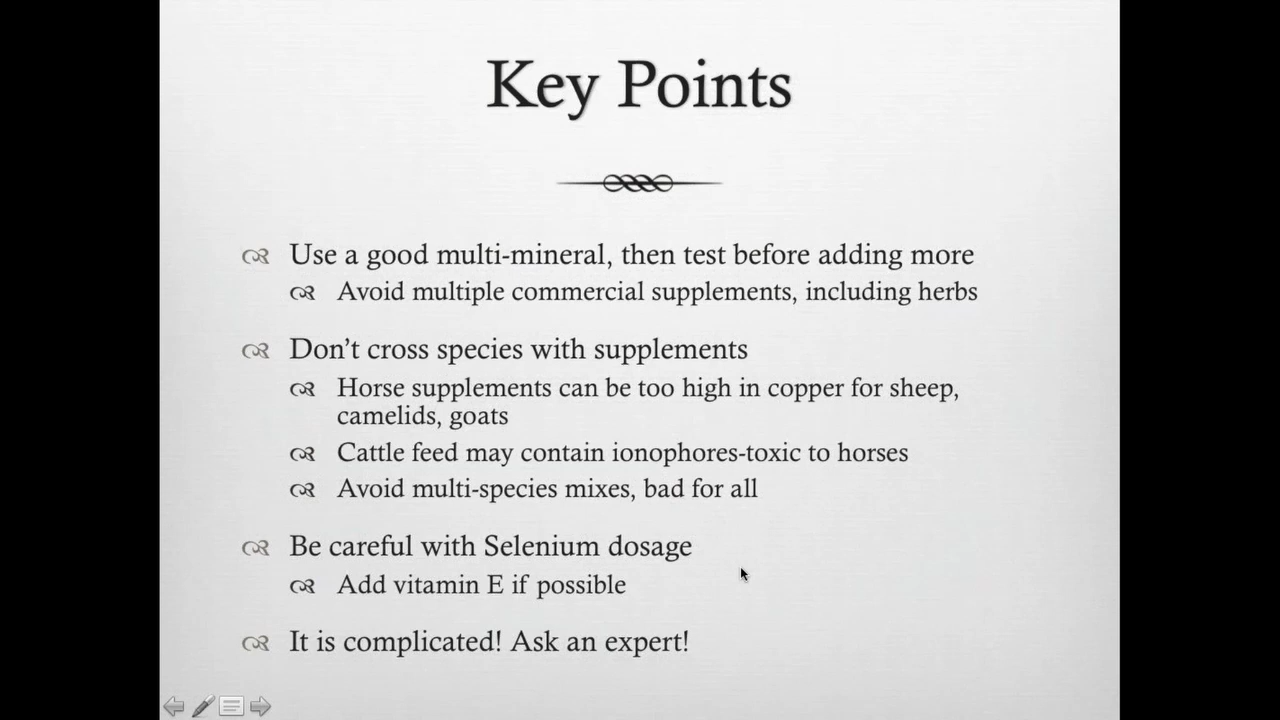 Key Points
Use a good multi-mineral, then test before adding more
Avoid multiple commercial supplements, including herbs
Don’t cross species with supplements
Horse supplements can be too high in copper for sheep,
camelids, goats
Cattle feed may contain ionophores-toxic to horses
Avoid multi-species mixes, bad for all
Be careful with Selenium dosage
Add vitamin E if possible
It is complicated! Ask an expert!